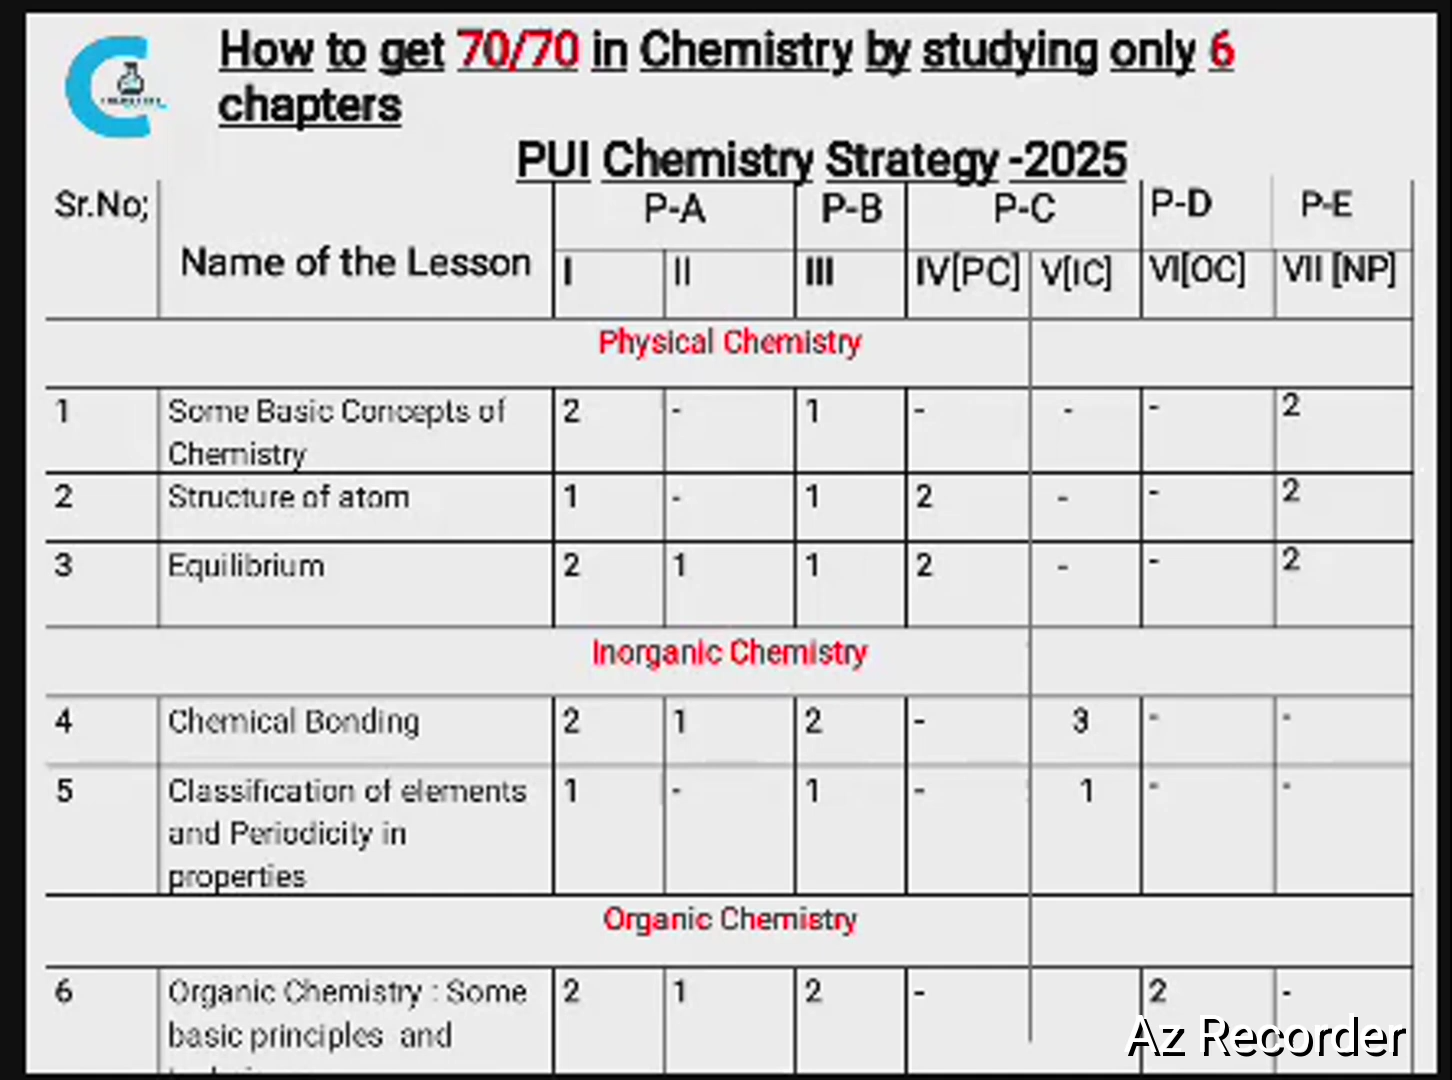 How to get 70/70 in Chemistry by studying only 6
chapters
PUI Chemistry Strategy -2025
Sr.No; P-A P-B P-C P-D P-E
Name of the Lesson I II III IV[PC] V[IC] VI[OC] VII [NP]
Physical Chemistry
1 Some Basic Concepts of 2 - 1 - - - 2
Chemistry
2 Structure of atom 1 - 1 2 - - 2
3 Equilibrium 2 1 1 2 - - 2
Inorganic Chemistry
4 Chemical Bonding 2 1 2 - 3 - -
5 Classification of elements 1 - 1 - 1 - -
and Periodicity in
properties
Organic Chemistry
6 Organic Chemistry : Some 2 1 2 - 2 -
basic principles and
Az Recorder